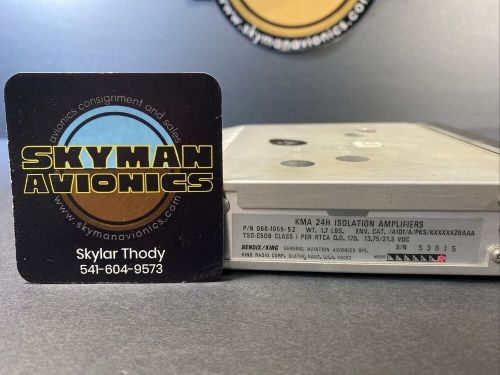 www.skymanavionics.com
avionics consignment and sales
SKYMAN
AVIONICS
skymanavionics.com
Skylar Thody
541-604-9573
KMA 24H ISOLATION AMPLIFIERS
P/N 066-1055-52 WT. 1.7 LBS. ENV. CAT. /A1D1/A/PKS/XXXXXXZBAAA
TSO-C50B CLASS 1 PER RTCA D.O. 170. 13.75/27.5 VDC
BENDIX/KING GENERAL AVIATION AVIONICS DIV. S/N 53815
KING RADIO CORP. OLATHE, KANS. U.S.A. 66062